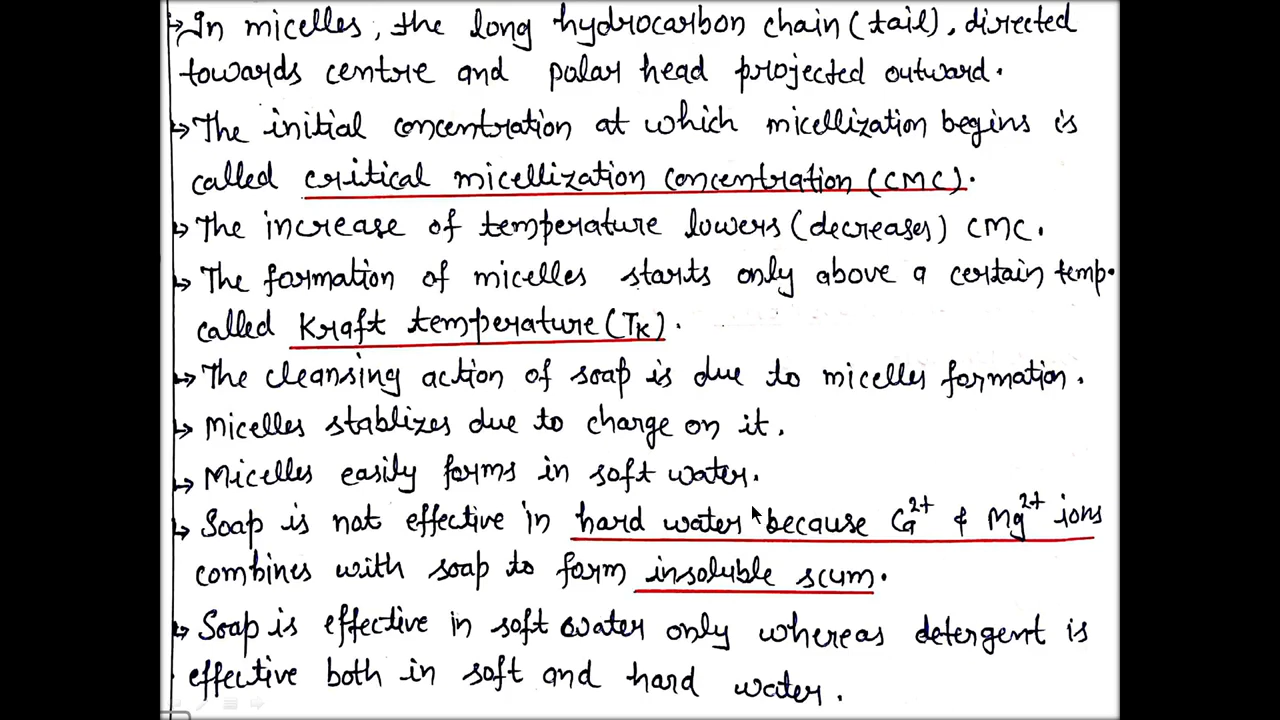 → In micelles, the long hydrocarbon chain (tail), directed
towards centre and polar head projected outward.
→ The initial concentration at which micellization begins is
called critical micellization concentration (CMC).
→ The increase of temperature lowers (decreases) CMC.
→ The formation of micelles starts only above a certain temp.
called Kraft temperature (Tk).
→ The cleansing action of soap is due to micelles formation.
→ Micelles stablizes due to charge on it.
→ Micelles easily forms in soft water.
→ Soap is not effective in hard water because Ca²⁺ & Mg²⁺ ions
combines with soap to form insoluble scum.
→ Soap is effective in soft water only whereas detergent is
effective both in soft and hard water.